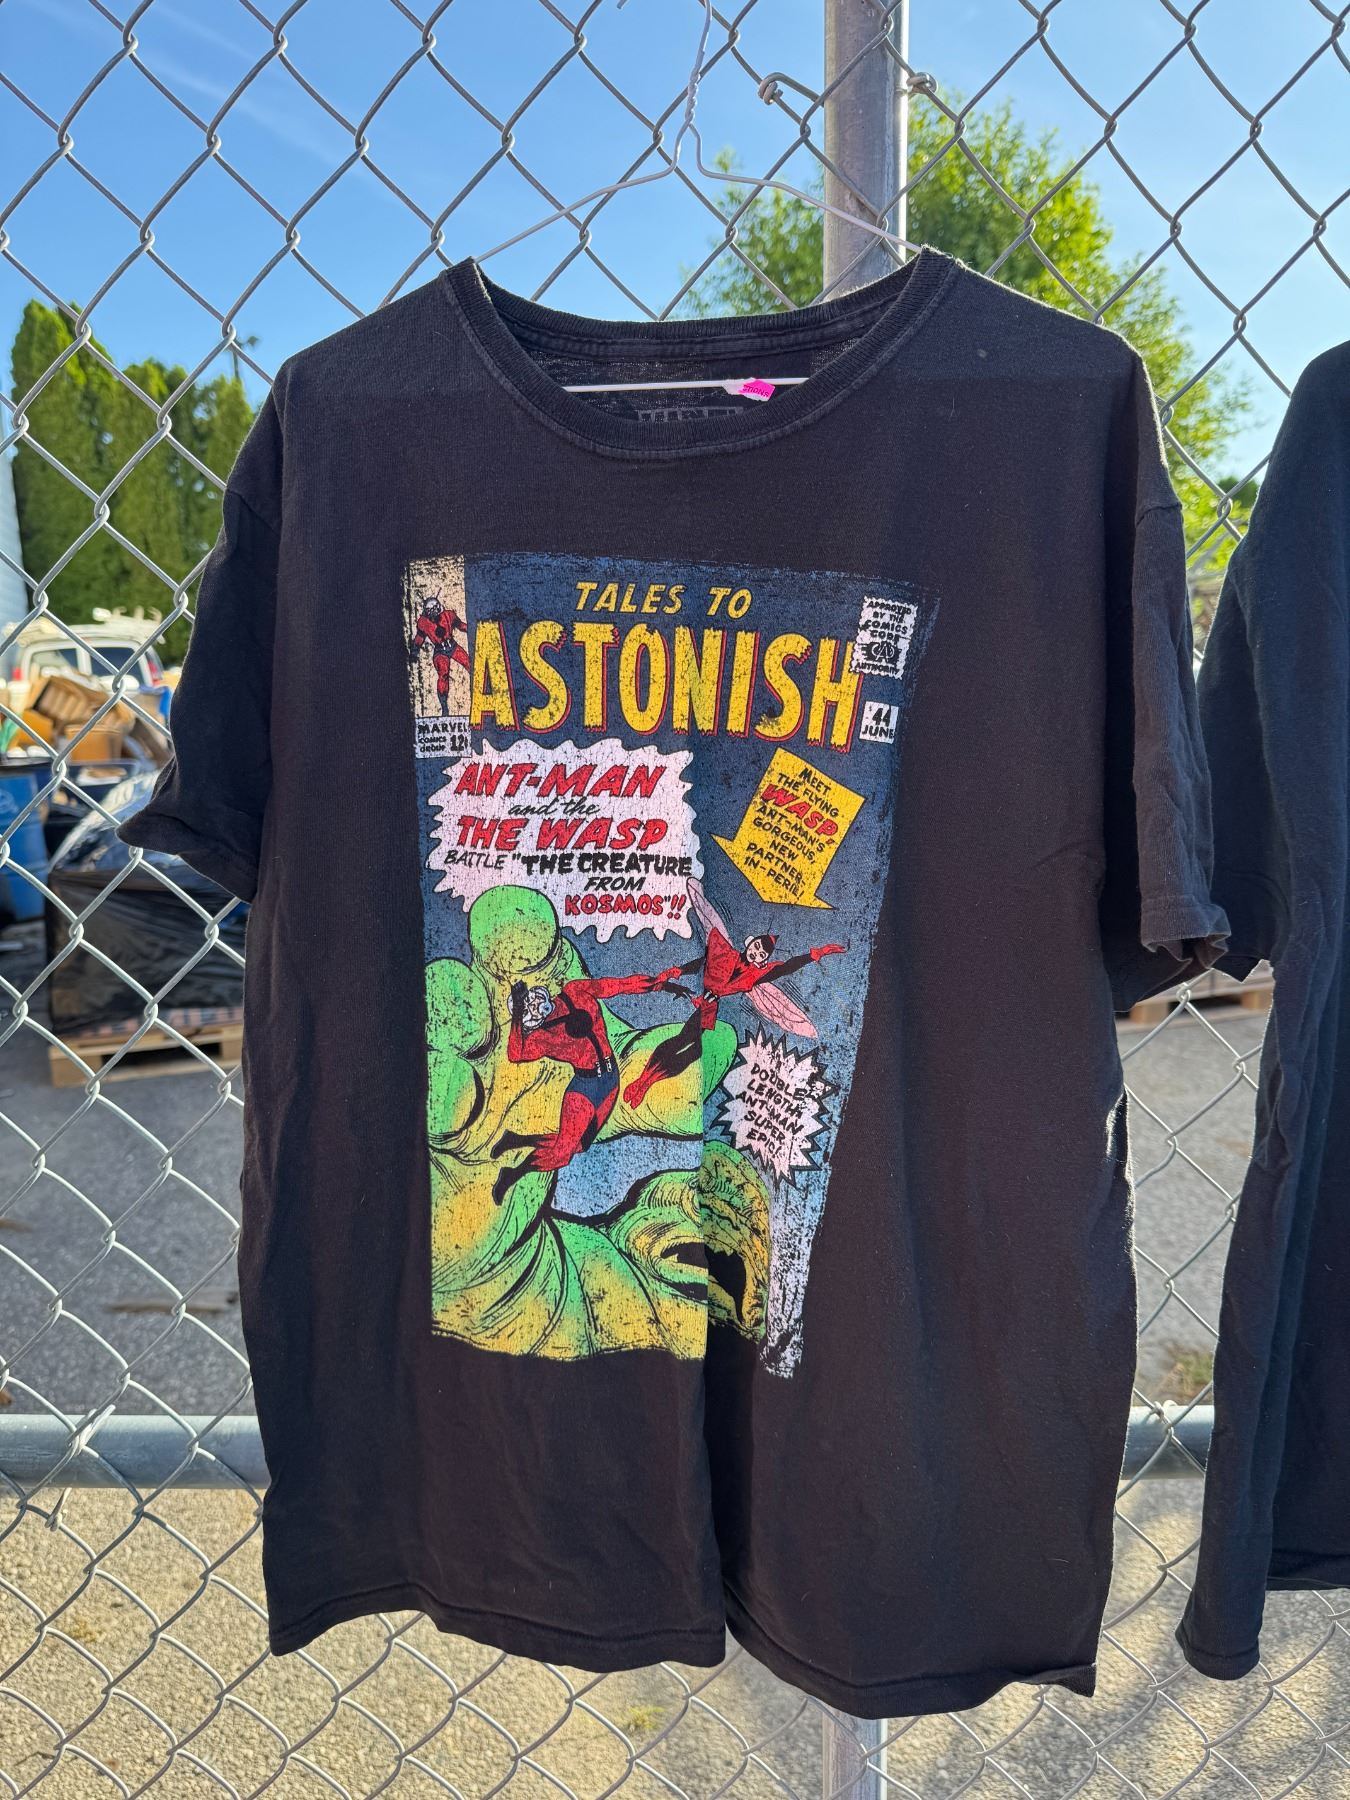 TALES TO
ASTONISH
APPROVED
BY THE
COMICS
CODE
CA
AUTHORITY
MARVEL
COMICS
GROUP 12¢
44
JUNE
ANT-MAN
and the
THE WASP
BATTLE "THE CREATURE
FROM
KOSMOS"!!
MEET
THE FLYING
WASP!
ANT-MAN'S
GORGEOUS,
NEW
PARTNER-
IN-PERIL!
DOUBLE-
LENGTH
ANT-MAN
SUPER
EPIC!